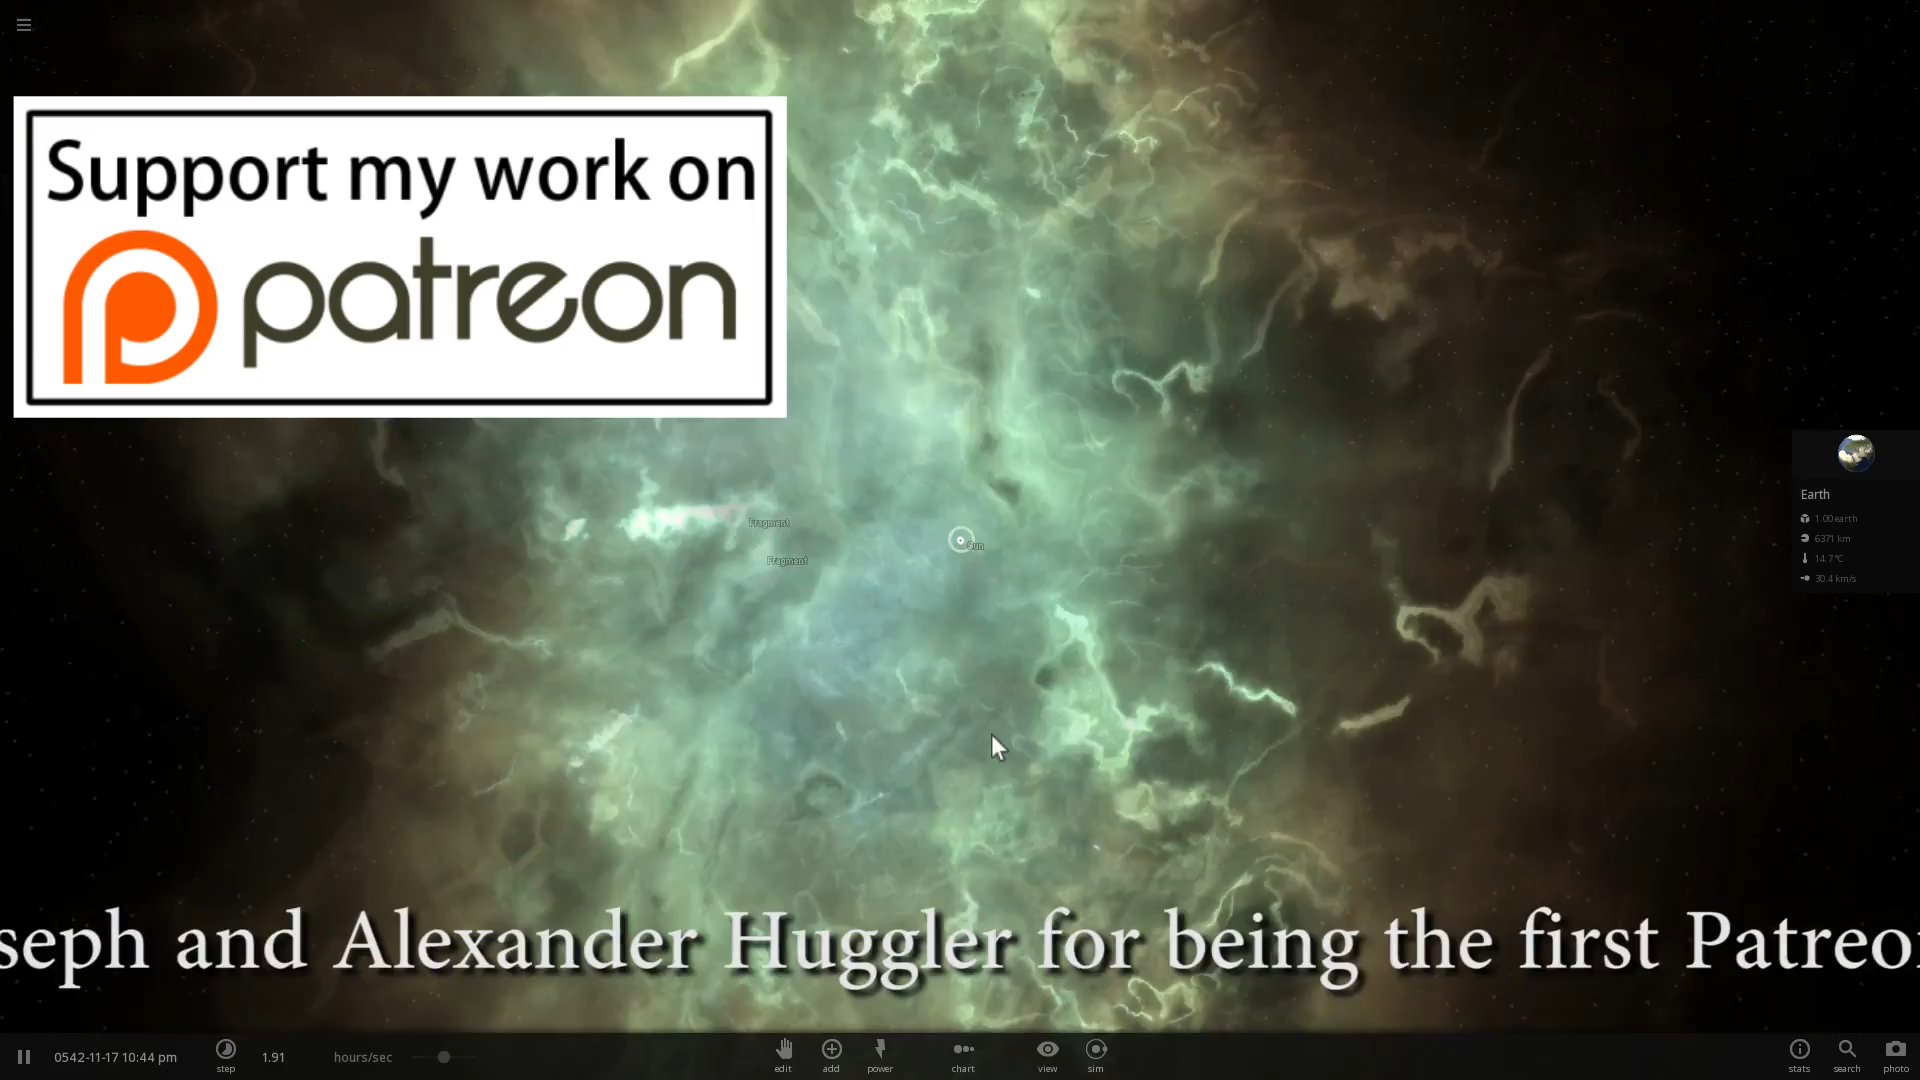 Support my work on
patreon
Fragment
Sun
Fragment
Earth
1.00 earth
6371 km
14.7 °C
30.4 km/s
seph and Alexander Huggler for being the first Patreo
0542-11-17 10:44 pm
step
1.91
hours/sec
edit
add
power
chart
view
sim
stats
search
photo